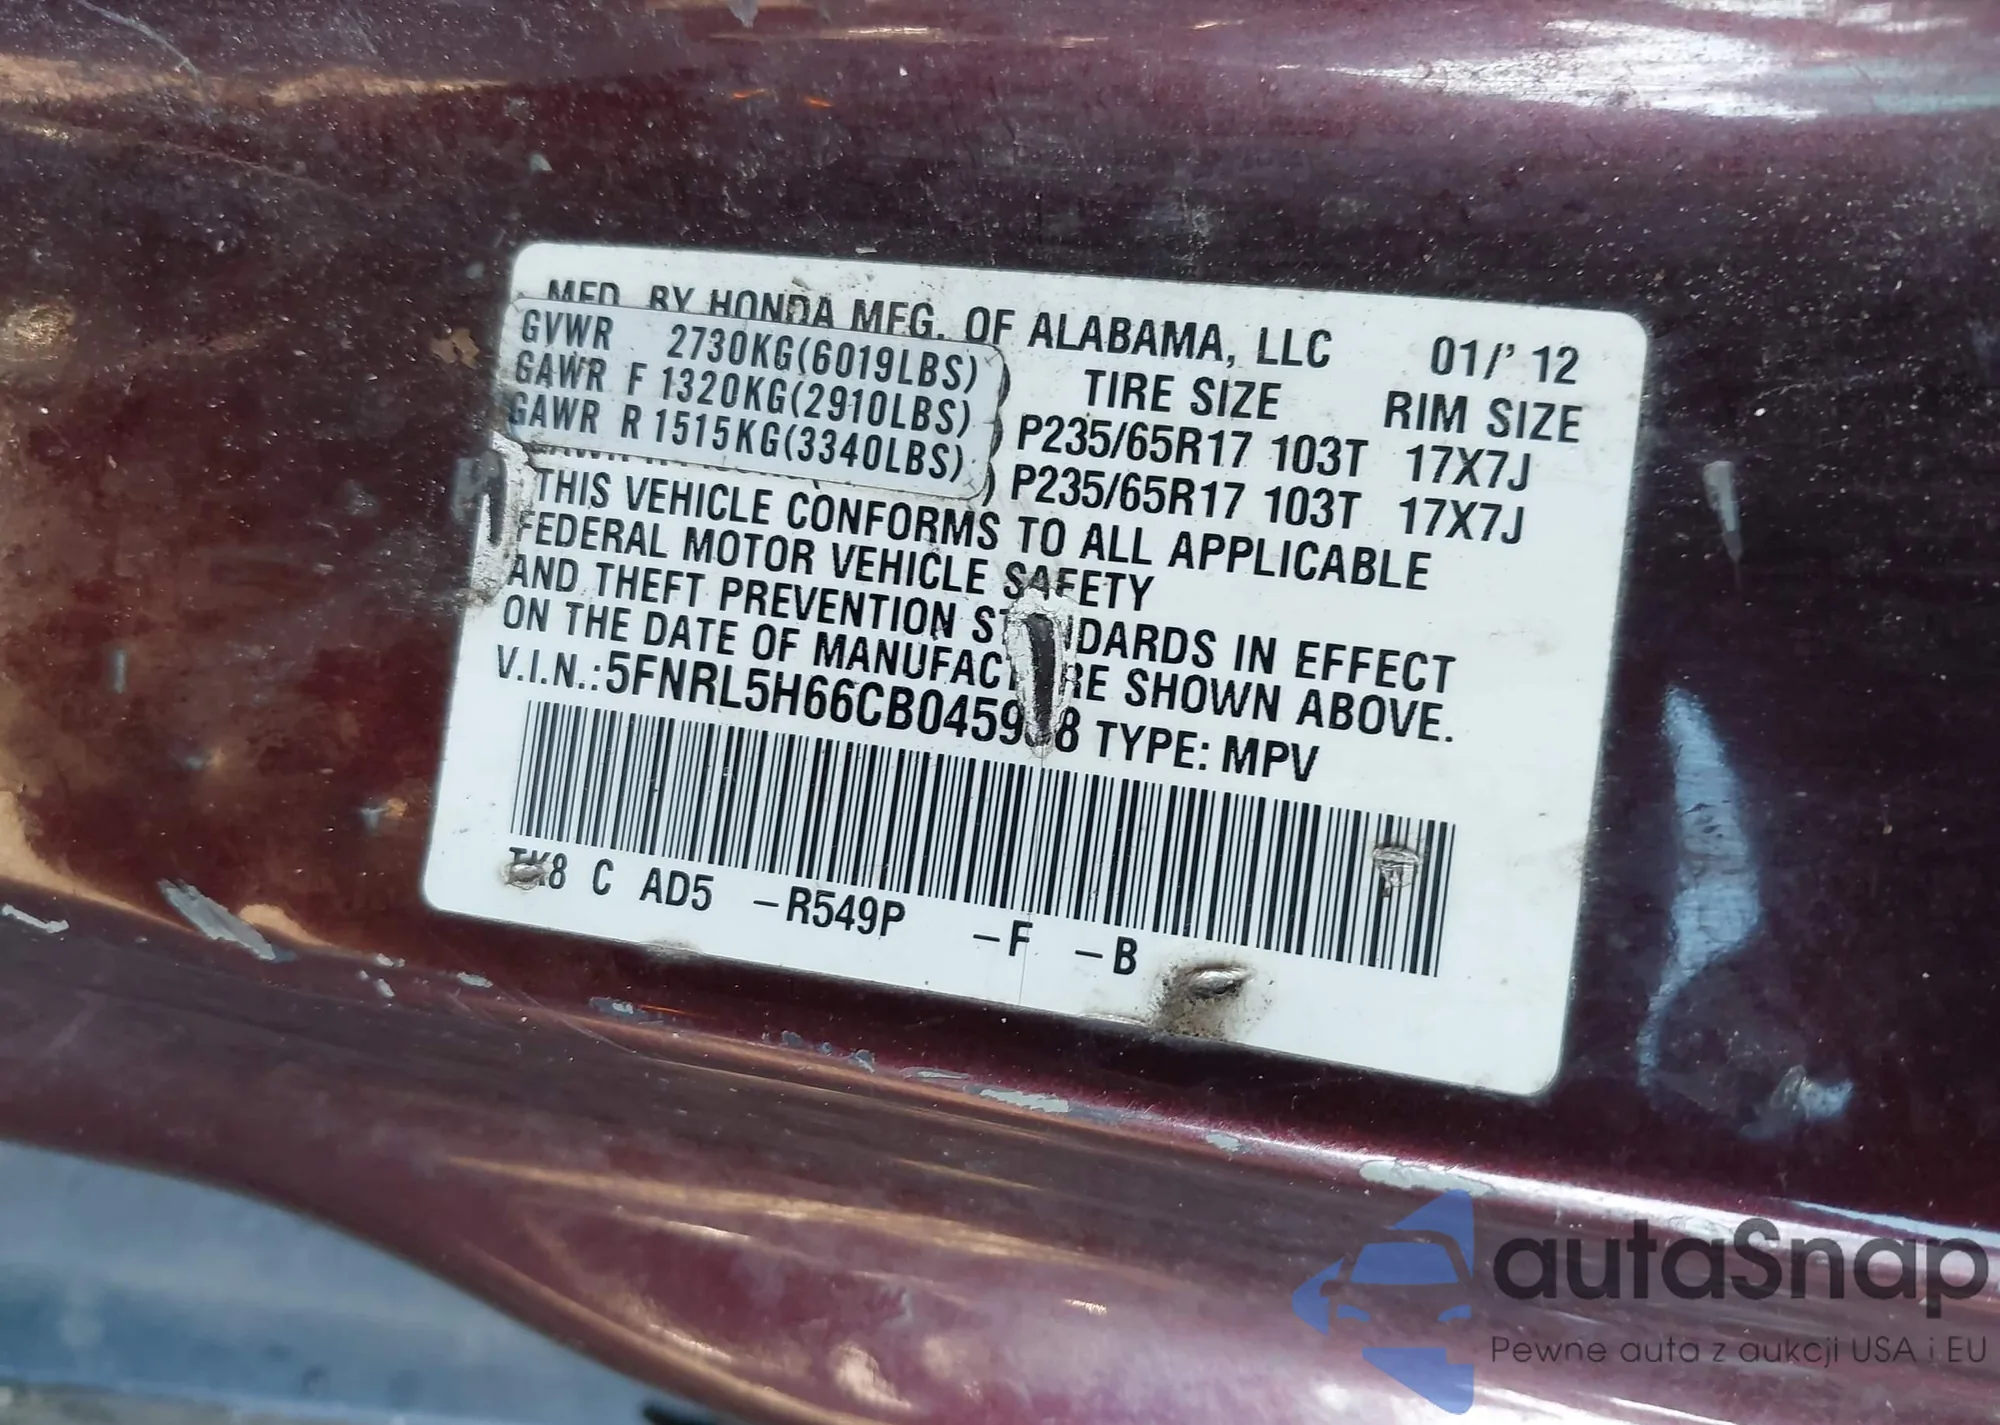 MFD. BY HONDA MFG. OF ALABAMA, LLC 01/' 12
GVWR 2730KG(6019LBS) TIRE SIZE RIM SIZE
GAWR F 1320KG(2910LBS) P235/65R17 103T 17X7J
GAWR R 1515KG(3340LBS) P235/65R17 103T 17X7J
THIS VEHICLE CONFORMS TO ALL APPLICABLE
FEDERAL MOTOR VEHICLE SAFETY
AND THEFT PREVENTION STANDARDS IN EFFECT
ON THE DATE OF MANUFACTURE SHOWN ABOVE.
V.I.N.: TYPE: MPV
TK8 C AD5 -R549P -F -B
autaSnap
Pewne auta z aukcji USA i EU